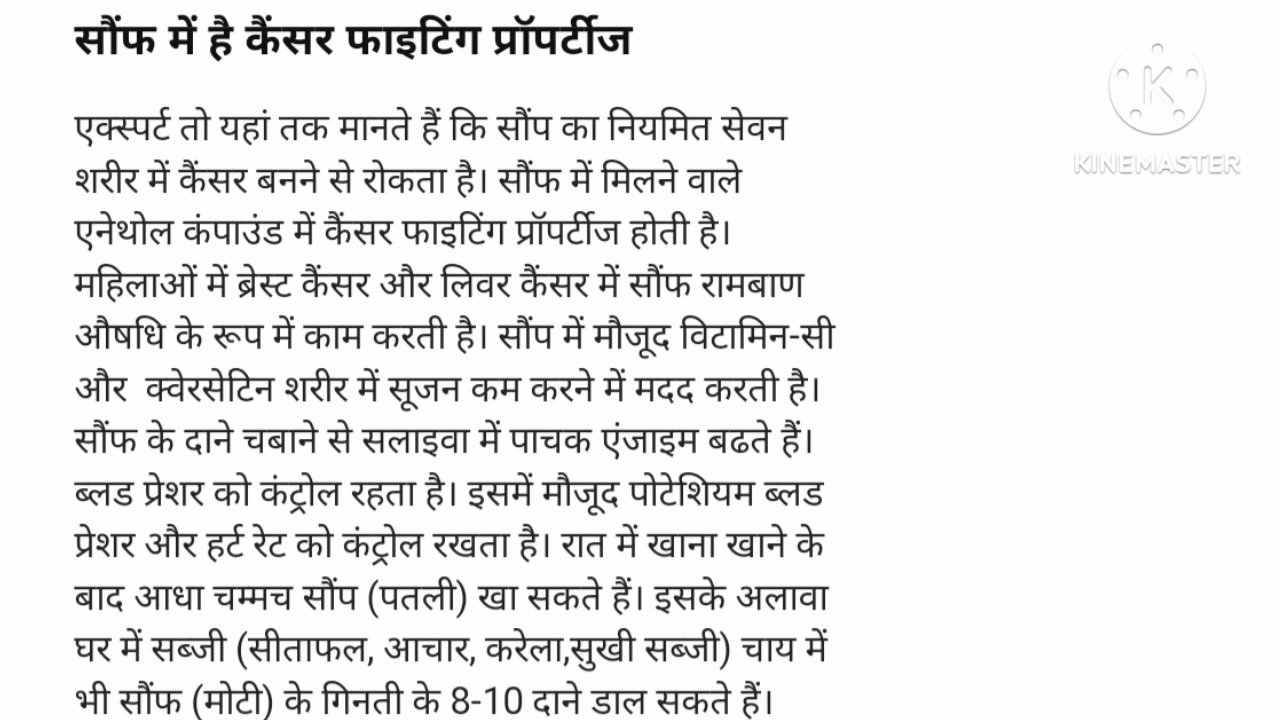 सौंफ में है कैंसर फाइटिंग प्रॉपर्टीज
एक्स्पर्ट तो यहां तक मानते हैं कि सौंप का नियमित सेवन
शरीर में कैंसर बनने से रोकता है। सौंफ में मिलने वाले
एनेथोल कंपाउंड में कैंसर फाइटिंग प्रॉपर्टीज होती है।
महिलाओं में ब्रेस्ट कैंसर और लिवर कैंसर में सौंफ रामबाण
औषधि के रूप में काम करती है। सौंप में मौजूद विटामिन-सी
और  क्वेरसेटिन शरीर में सूजन कम करने में मदद करती है।
सौंफ के दाने चबाने से सलाइवा में पाचक एंजाइम बढते हैं।
ब्लड प्रेशर को कंट्रोल रहता है। इसमें मौजूद पोटेशियम ब्लड
प्रेशर और हर्ट रेट को कंट्रोल रखता है। रात में खाना खाने के
बाद आधा चम्मच सौंप (पतली) खा सकते हैं। इसके अलावा
घर में सब्जी (सीताफल, आचार, करेला,सुखी सब्जी) चाय में
भी सौंफ (मोटी) के गिनती के 8-10 दाने डाल सकते हैं।
K
KINEMASTER